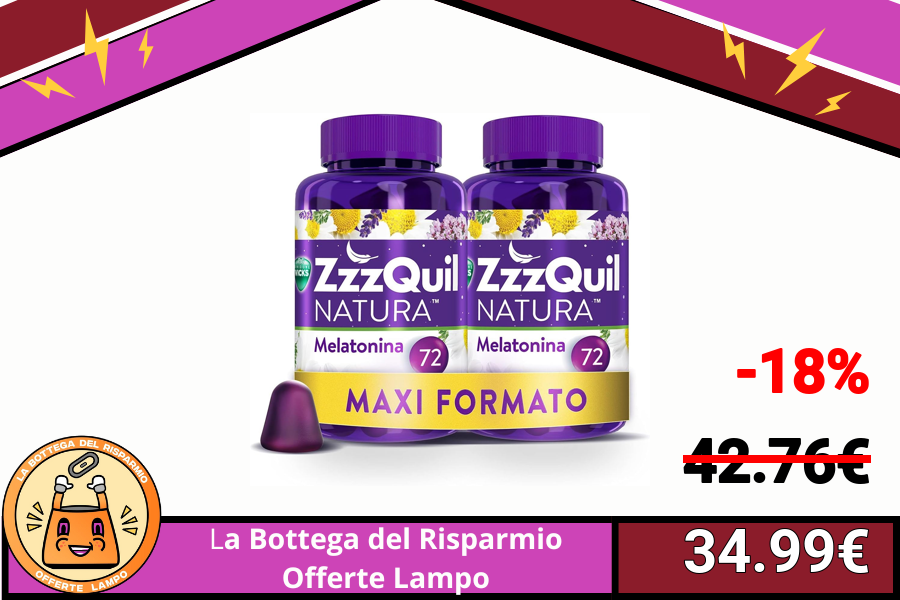 ZzzQuil
NATURA™
Melatonina
72
ZzzQuil
NATURA™
Melatonina
72
VICKS
MAXI FORMATO
-18%
42.76€
34.99€
LA BOTTEGA DEL RISPARMIO
OFFERTE LAMPO
La Bottega del Risparmio
Offerte Lampo